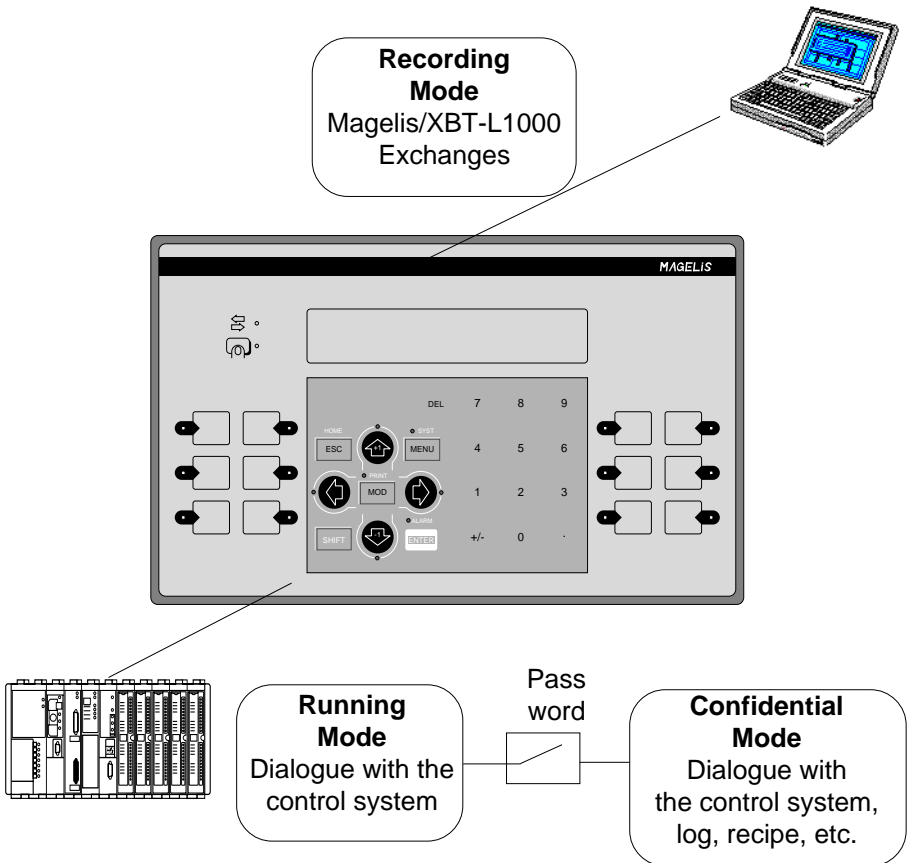 Recording
Mode
Magelis/XBT-L1000
Exchanges
MAGELiS
DEL 7 8 9
HOME SYST
ESC +1 MENU 4 5 6
PRINT
MOD 1 2 3
ALARM
SHIFT -1 ENTER +/- 0 .
Running
Mode
Dialogue with the
control system
Pass
word
Confidential
Mode
Dialogue with
the control system,
log, recipe, etc.